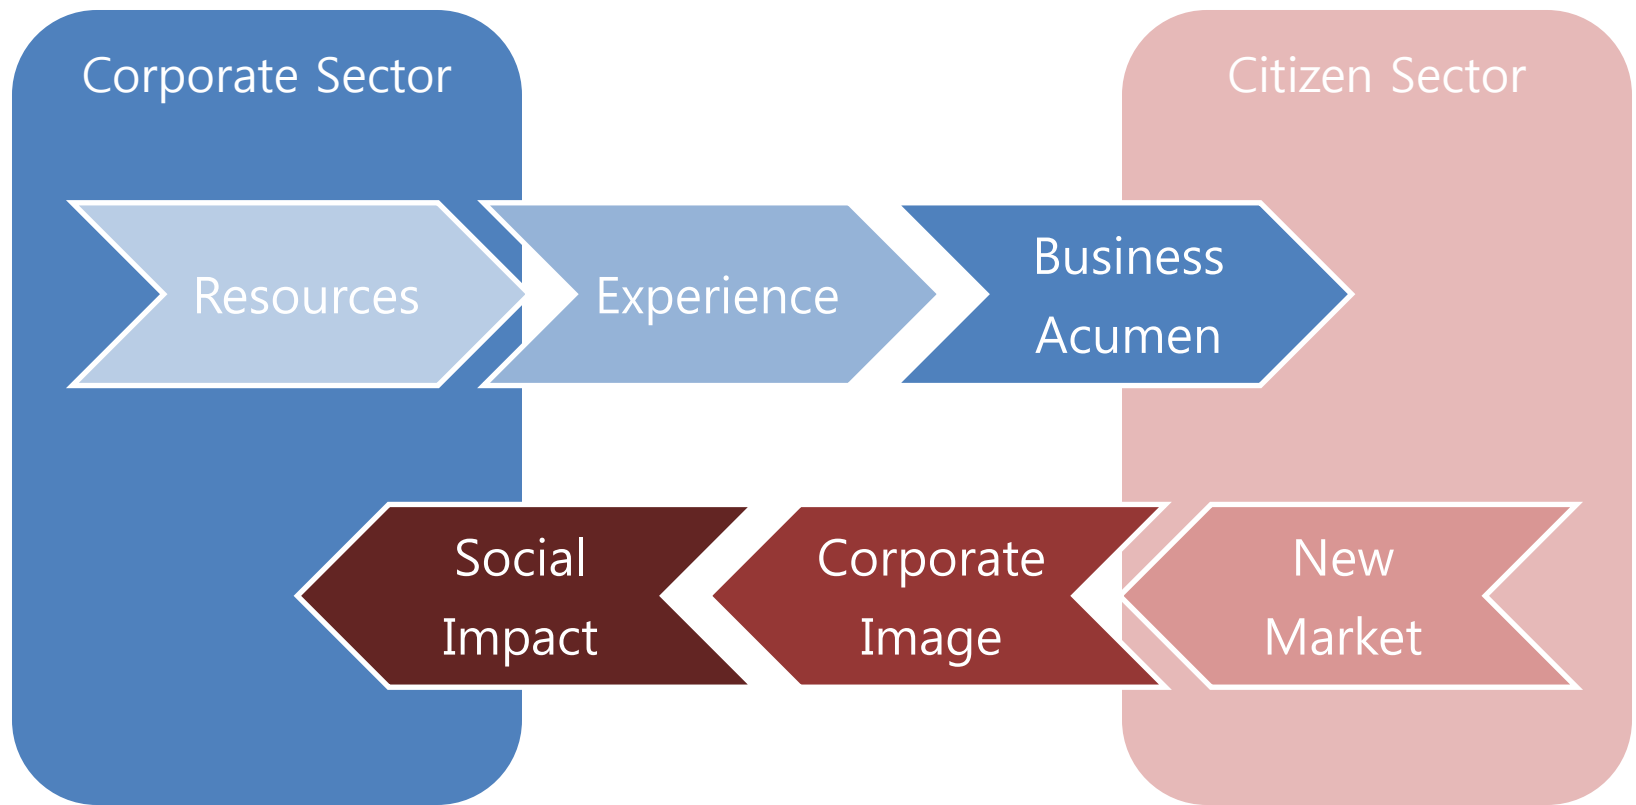 Corporate Sector
Citizen Sector
Resources
Experience
Business
Acumen
Social
Impact
Corporate
Image
New
Market